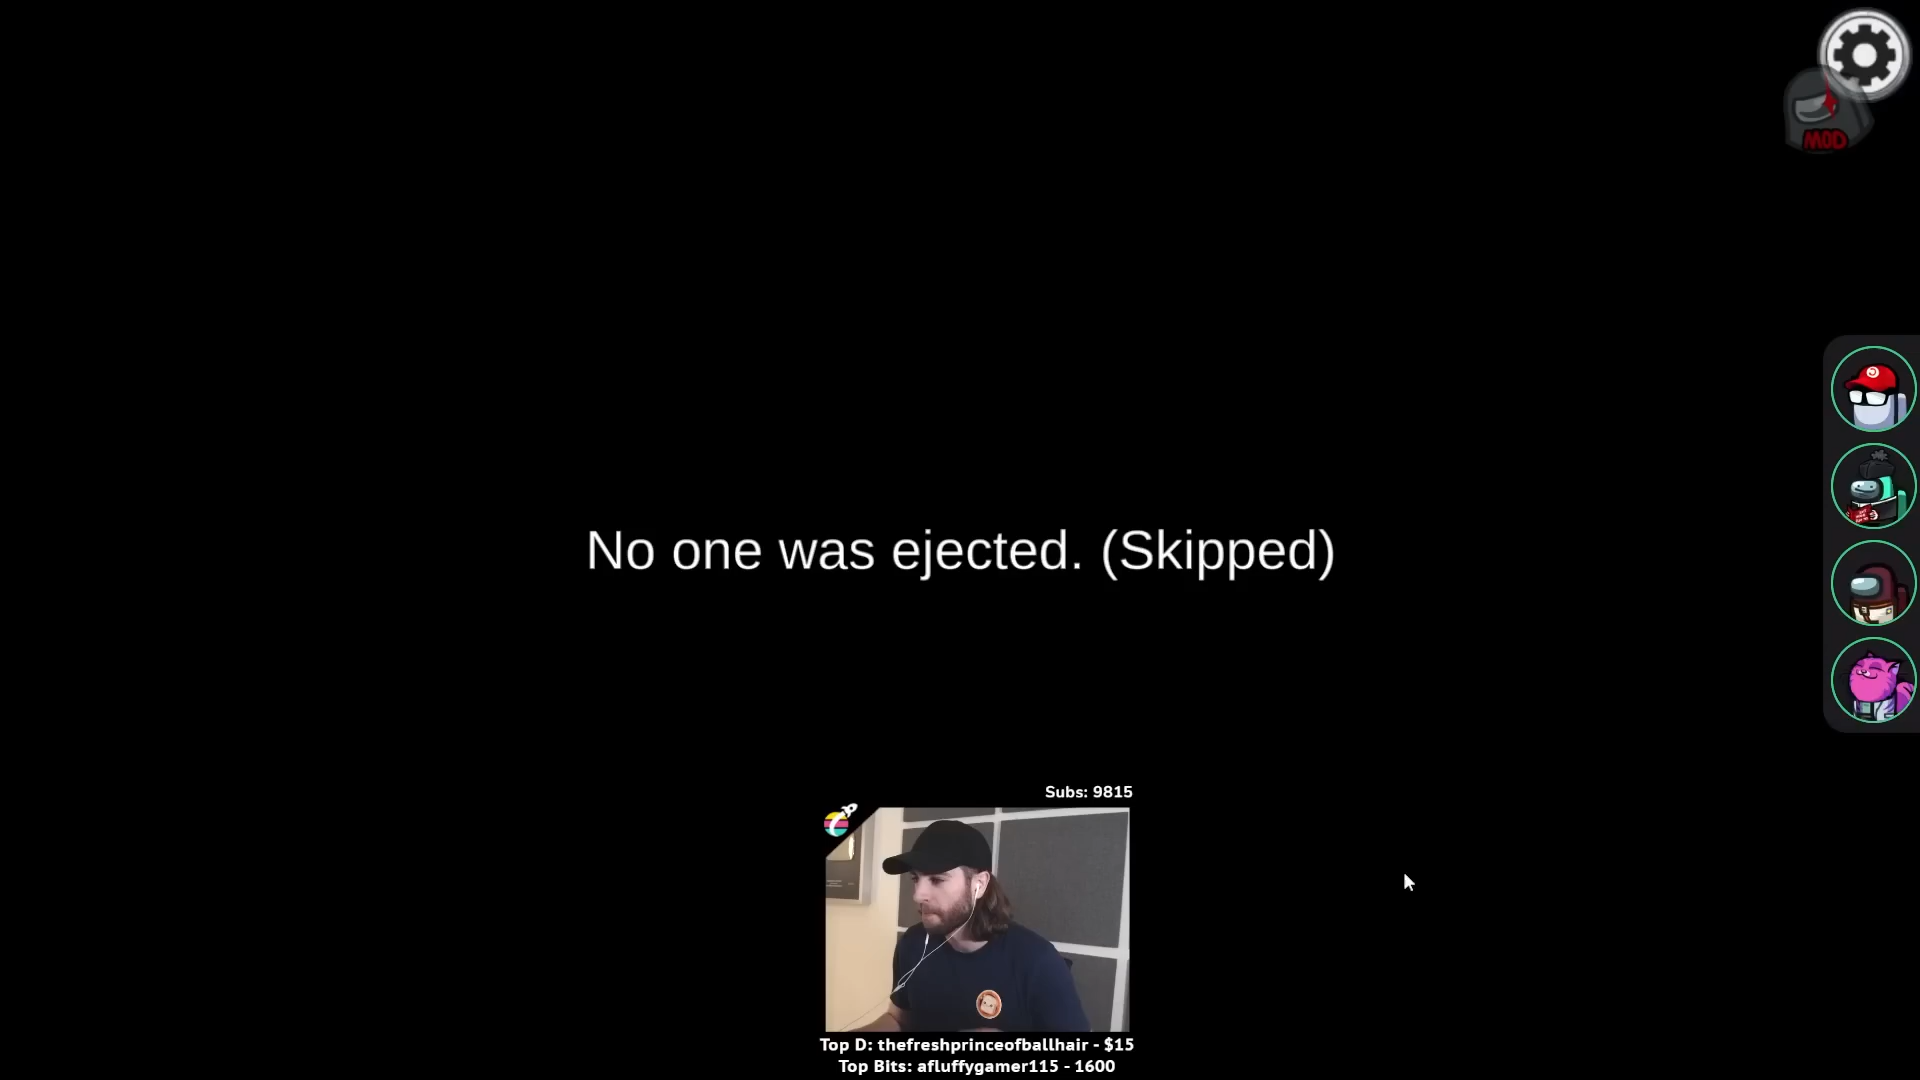 MOD
No one was ejected. (Skipped)
Subs: 9815
Top D: thefreshprinceofballhair - $15
Top Bits: afluffygamer115 - 1600